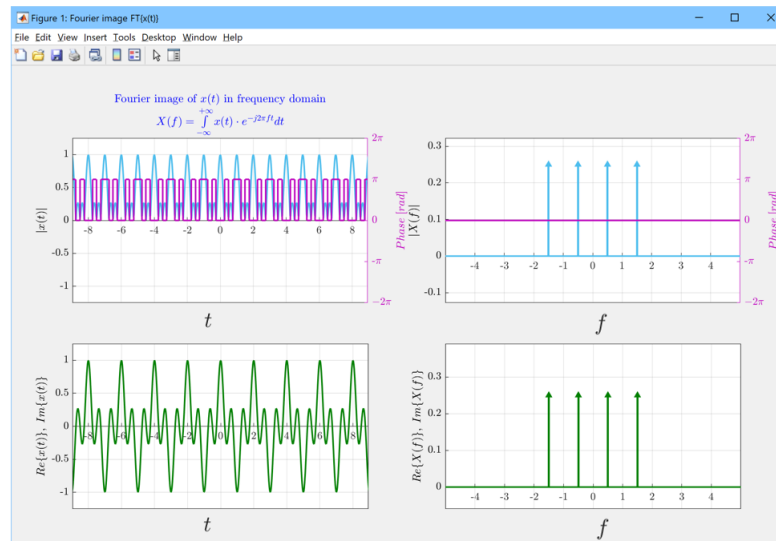 Figure 1: Fourier image FT{x(t)}
File Edit View Insert Tools Desktop Window Help
Fourier image of x(t) in frequency domain
X(f) = ∫ x(t) · e^{-j2πft}dt
+∞
-∞
|x(t)|
1
0.5
0
-0.5
-1
-8 -6 -4 -2 0 2 4 6 8
t
2π
π
0
-π
-2π
Phase [rad]
|X(f)|
0.3
0.2
0.1
0
-0.1
-4 -3 -2 -1 0 1 2 3 4
f
2π
π
0
-π
-2π
Phase [rad]
Re{x(t)}, Im{x(t)}
1
0.5
0
-0.5
-1
-8 -6 -4 -2 0 2 4 6 8
t
Re{X(f)}, Im{X(f)}
0.3
0.2
0.1
0
-4 -3 -2 -1 0 1 2 3 4
f